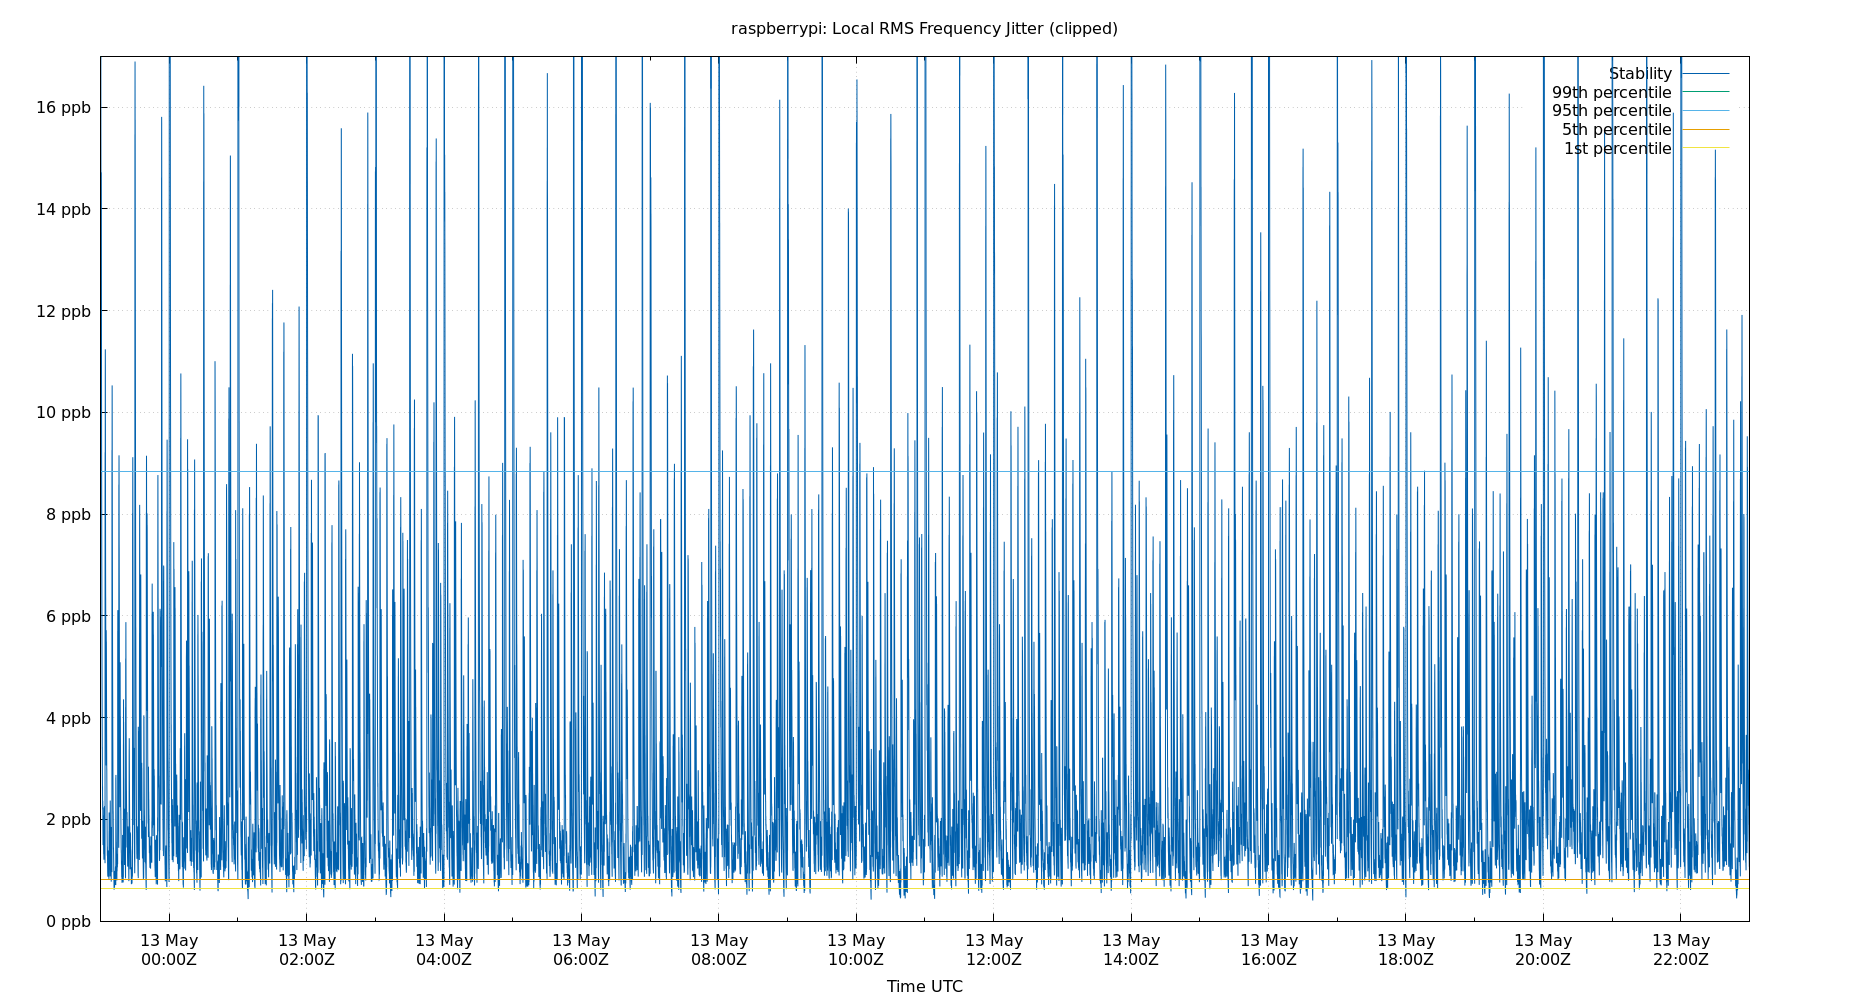 raspberrypi: Local RMS Frequency Jitter (clipped)
Stability
99th percentile
95th percentile
5th percentile
1st percentile
16 ppb
14 ppb
12 ppb
10 ppb
8 ppb
6 ppb
4 ppb
2 ppb
0 ppb
13 May 13 May 13 May 13 May 13 May 13 May 13 May 13 May 13 May 13 May 13 May 13 May
00:00Z 02:00Z 04:00Z 06:00Z 08:00Z 10:00Z 12:00Z 14:00Z 16:00Z 18:00Z 20:00Z 22:00Z
Time UTC